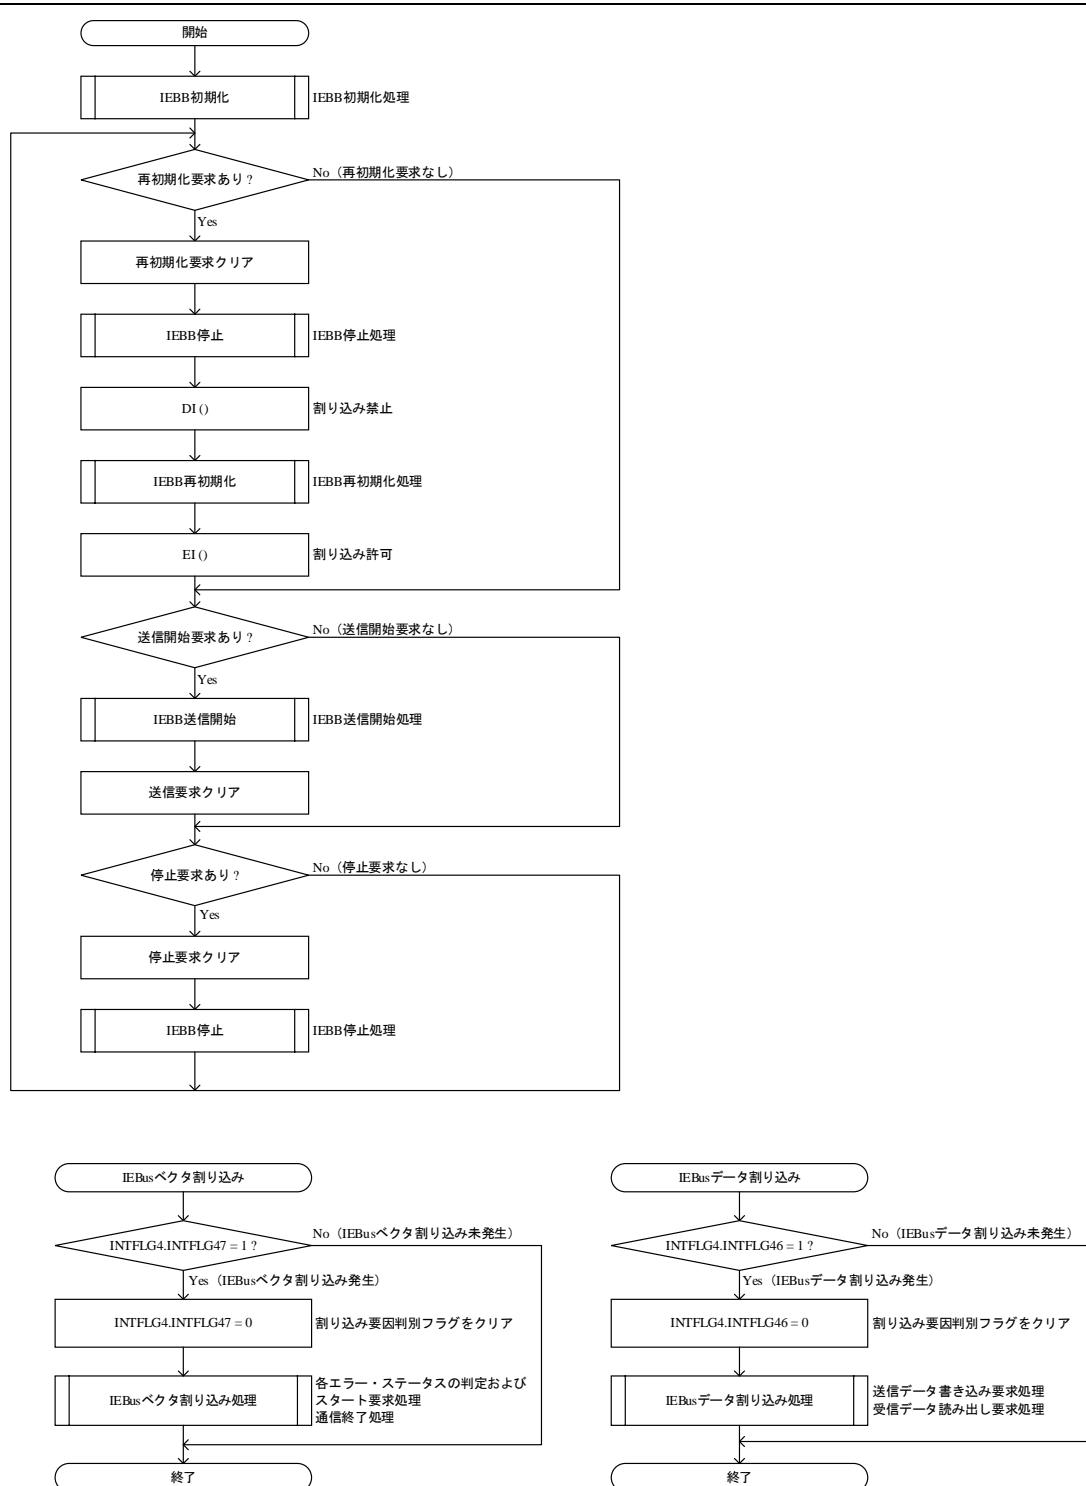 開始
IEBB初期化
IEBB初期化処理
再初期化要求あり？
No（再初期化要求なし）
Yes
再初期化要求クリア
IEBB停止
IEBB停止処理
DI ()
割り込み禁止
IEBB再初期化
IEBB再初期化処理
EI ()
割り込み許可
送信開始要求あり？
No（送信開始要求なし）
Yes
IEBB送信開始
IEBB送信開始処理
送信要求クリア
停止要求あり？
No（停止要求なし）
Yes
停止要求クリア
IEBB停止
IEBB停止処理
IEBusベクタ割り込み
INTFLG4.INTFLG47 = 1 ?
No（IEBusベクタ割り込み未発生）
Yes（IEBusベクタ割り込み発生）
INTFLG4.INTFLG47 = 0
割り込み要因判別フラグをクリア
IEBusベクタ割り込み処理
各エラー・ステータスの判定および
スタート要求処理
通信終了処理
終了
IEBusデータ割り込み
INTFLG4.INTFLG46 = 1 ?
No（IEBusデータ割り込み未発生）
Yes（IEBusデータ割り込み発生）
INTFLG4.INTFLG46 = 0
割り込み要因判別フラグをクリア
IEBusデータ割り込み処理
送信データ書き込み要求処理
受信データ読み出し要求処理
終了